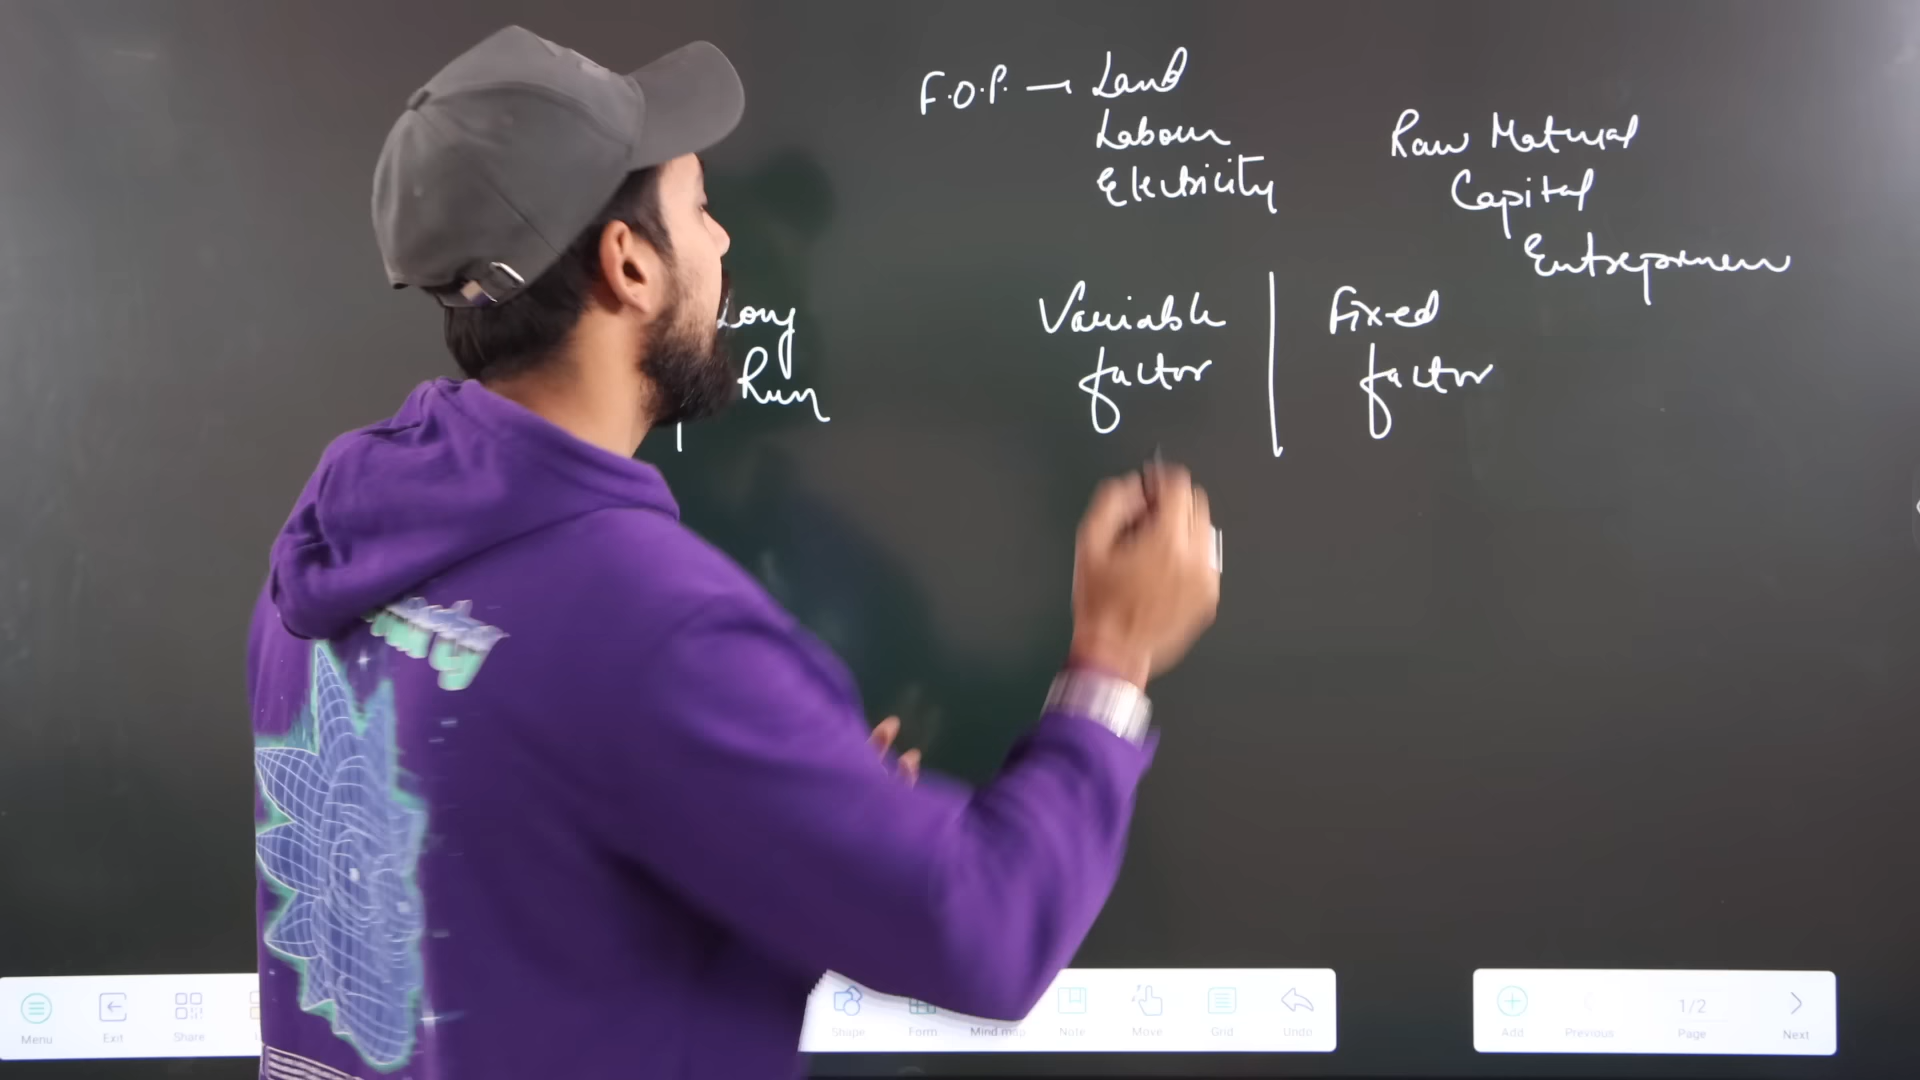 F.O.P. → Land
Labour
Electricity
Raw Material
Capital
Entrepreneur
Long
Run
Variable
factor
Fixed
factor
Menu
Exit
Share
Shape
Form
Mind map
Note
Move
Grid
Undo
Add
Previous
1/2
Page
Next